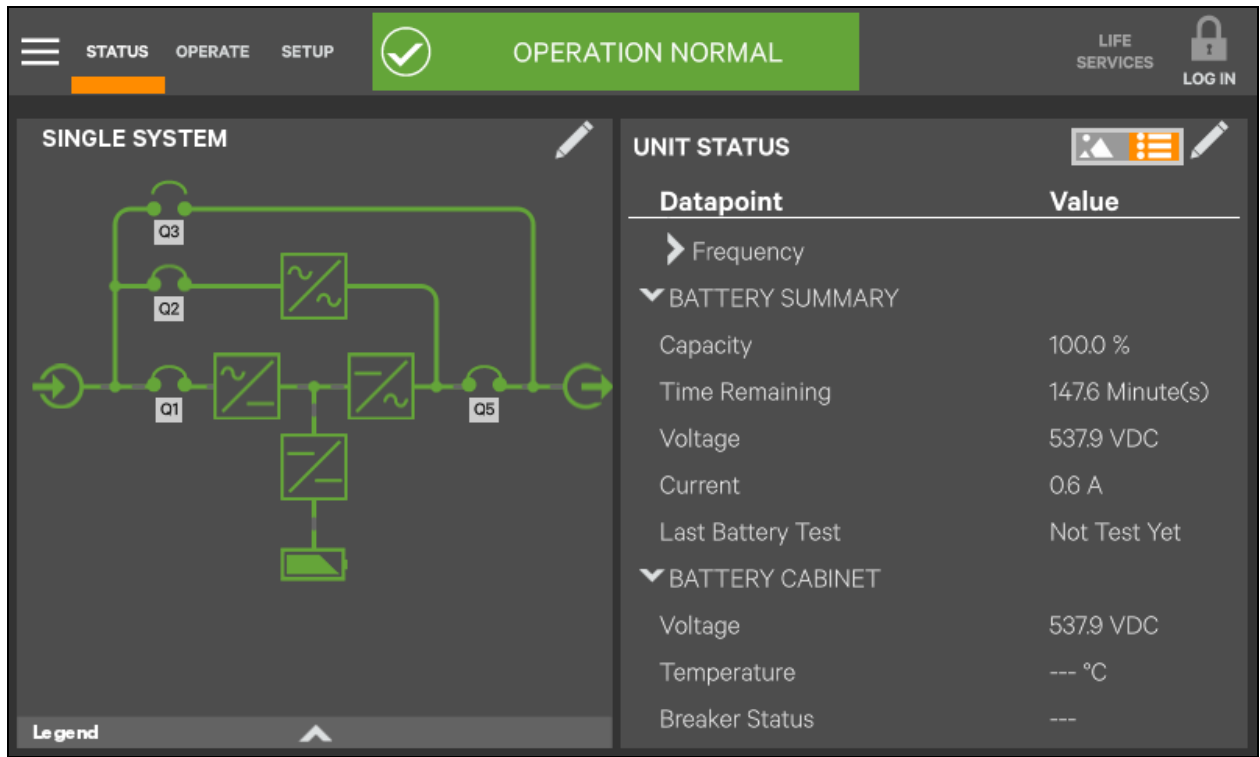 STATUS OPERATE SETUP OPERATION NORMAL LIFE SERVICES LOG IN
SINGLE SYSTEM
Q3
Q2
Q1 Q5
Legend
UNIT STATUS
Datapoint Value
Frequency
BATTERY SUMMARY
Capacity 100.0 %
Time Remaining 147.6 Minute(s)
Voltage 537.9 VDC
Current 0.6 A
Last Battery Test Not Test Yet
BATTERY CABINET
Voltage 537.9 VDC
Temperature --- °C
Breaker Status ---